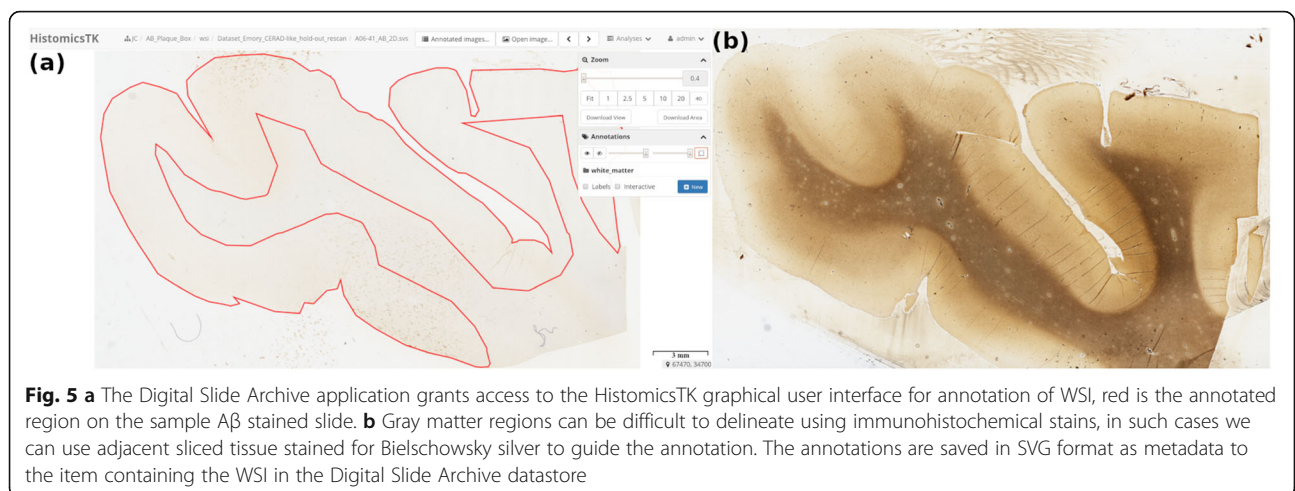 HistomicsTK JC / AB_Plaque_Box / wsi / Dataset_Emory_CERAD-like_hold-out_rescan / A06-41_AB_2D.svs Annotated images... Open image... Analyses admin
(a)
(b)
Zoom
0.4
Fit 1 2.5 5 10 20 40
Download View Download Area
Annotations
white_matter
Labels Interactive New
3 mm
67470, 34700
Fig. 5 a The Digital Slide Archive application grants access to the HistomicsTK graphical user interface for annotation of WSI, red is the annotated
region on the sample Aβ stained slide. b Gray matter regions can be difficult to delineate using immunohistochemical stains, in such cases we
can use adjacent sliced tissue stained for Bielschowsky silver to guide the annotation. The annotations are saved in SVG format as metadata to
the item containing the WSI in the Digital Slide Archive datastore